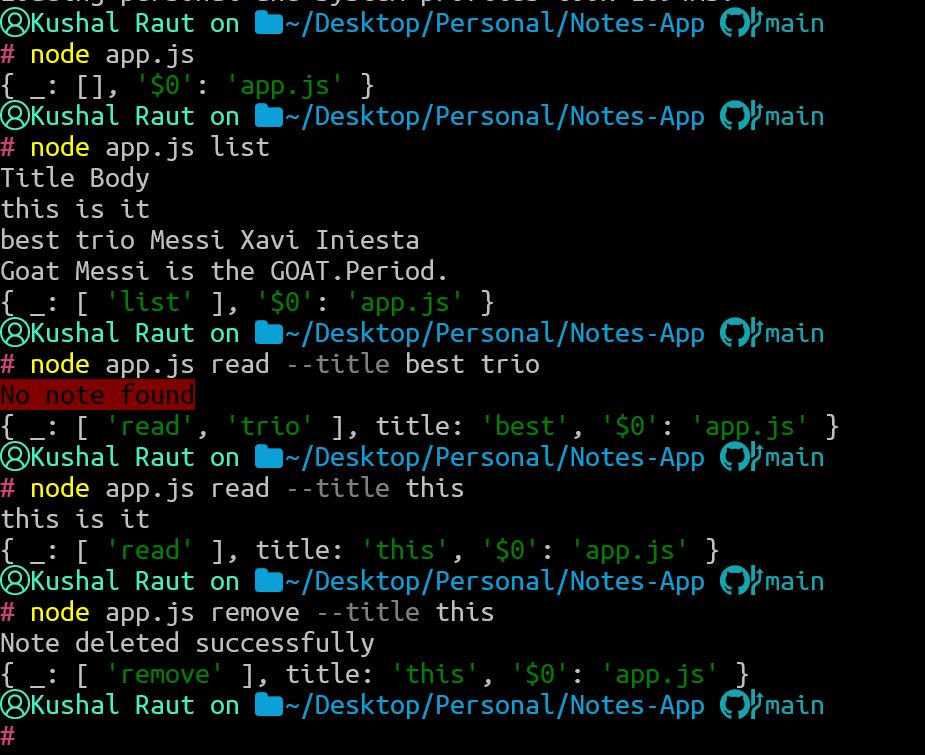 Kushal Raut on ~/Desktop/Personal/Notes-App main
# node app.js
{ _: [], '$0': 'app.js' }
Kushal Raut on ~/Desktop/Personal/Notes-App main
# node app.js list
Title Body
this is it
best trio Messi Xavi Iniesta
Goat Messi is the GOAT.Period.
{ _: [ 'list' ], '$0': 'app.js' }
Kushal Raut on ~/Desktop/Personal/Notes-App main
# node app.js read --title best trio
No note found
{ _: [ 'read', 'trio' ], title: 'best', '$0': 'app.js' }
Kushal Raut on ~/Desktop/Personal/Notes-App main
# node app.js read --title this
this is it
{ _: [ 'read' ], title: 'this', '$0': 'app.js' }
Kushal Raut on ~/Desktop/Personal/Notes-App main
# node app.js remove --title this
Note deleted successfully
{ _: [ 'remove' ], title: 'this', '$0': 'app.js' }
Kushal Raut on ~/Desktop/Personal/Notes-App main
#